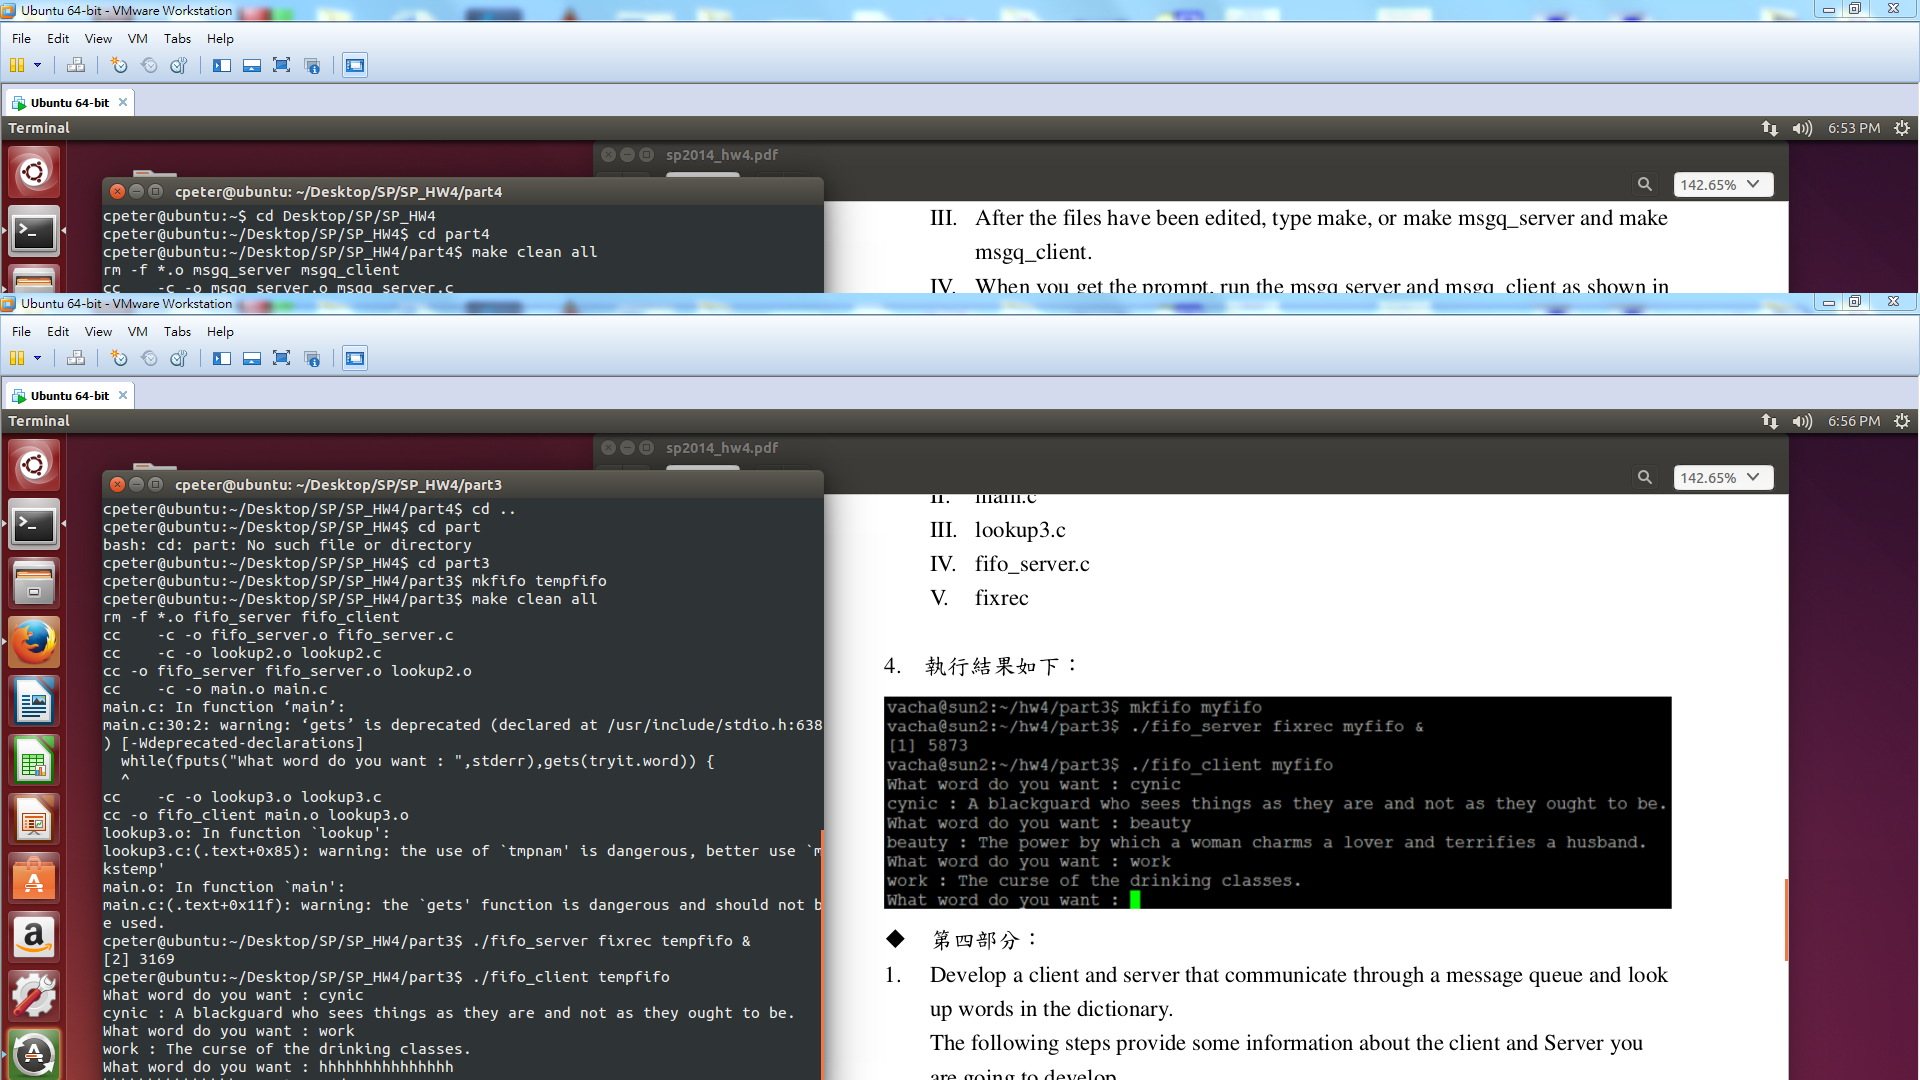 Ubuntu 64-bit - VMware Workstation
File Edit View VM Tabs Help
Ubuntu 64-bit
Terminal
6:53 PM
sp2014_hw4.pdf
142.65%
cpeter@ubuntu: ~/Desktop/SP/SP_HW4/part4
cpeter@ubuntu:~$ cd Desktop/SP/SP_HW4
cpeter@ubuntu:~/Desktop/SP/SP_HW4$ cd part4
cpeter@ubuntu:~/Desktop/SP/SP_HW4/part4$ make clean all
rm -f *.o msgq_server msgq_client
cc    -c -o msgq_server.o msgq_server.c
III. After the files have been edited, type make, or make msgq_server and make
msgq_client.
IV. When you get the prompt, run the msgq_server and msgq_client as shown in
Ubuntu 64-bit - VMware Workstation
File Edit View VM Tabs Help
Ubuntu 64-bit
Terminal
6:56 PM
sp2014_hw4.pdf
142.65%
cpeter@ubuntu: ~/Desktop/SP/SP_HW4/part3
cpeter@ubuntu:~/Desktop/SP/SP_HW4/part4$ cd ..
cpeter@ubuntu:~/Desktop/SP/SP_HW4$ cd part
bash: cd: part: No such file or directory
cpeter@ubuntu:~/Desktop/SP/SP_HW4$ cd part3
cpeter@ubuntu:~/Desktop/SP/SP_HW4/part3$ mkfifo tempfifo
cpeter@ubuntu:~/Desktop/SP/SP_HW4/part3$ make clean all
rm -f *.o fifo_server fifo_client
cc    -c -o fifo_server.o fifo_server.c
cc    -c -o lookup2.o lookup2.c
cc -o fifo_server fifo_server.o lookup2.o
cc    -c -o main.o main.c
main.c: In function ‘main’:
main.c:30:2: warning: ‘gets’ is deprecated (declared at /usr/include/stdio.h:638
) [-Wdeprecated-declarations]
  while(fputs("What word do you want : ",stderr),gets(tryit.word)) {
  ^
cc    -c -o lookup3.o lookup3.c
cc -o fifo_client main.o lookup3.o
lookup3.o: In function `lookup':
lookup3.c:(.text+0x85): warning: the use of `tmpnam' is dangerous, better use `m
kstemp'
main.o: In function `main':
main.c:(.text+0x11f): warning: the `gets' function is dangerous and should not b
e used.
cpeter@ubuntu:~/Desktop/SP/SP_HW4/part3$ ./fifo_server fixrec tempfifo &
[2] 3169
cpeter@ubuntu:~/Desktop/SP/SP_HW4/part3$ ./fifo_client tempfifo
What word do you want : cynic
cynic : A blackguard who sees things as they are and not as they ought to be.
What word do you want : work
work : The curse of the drinking classes.
What word do you want : hhhhhhhhhhhhhhh
II. main.c
III. lookup3.c
IV. fifo_server.c
V. fixrec
4. 執行結果如下：
vacha@sun2:~/hw4/part3$ mkfifo myfifo
vacha@sun2:~/hw4/part3$ ./fifo_server fixrec myfifo &
[1] 5873
vacha@sun2:~/hw4/part3$ ./fifo_client myfifo
What word do you want : cynic
cynic : A blackguard who sees things as they are and not as they ought to be.
What word do you want : beauty
beauty : The power by which a woman charms a lover and terrifies a husband.
What word do you want : work
work : The curse of the drinking classes.
What word do you want :
◆ 第四部分：
1. Develop a client and server that communicate through a message queue and look
up words in the dictionary.
The following steps provide some information about the client and Server you
are going to develop.